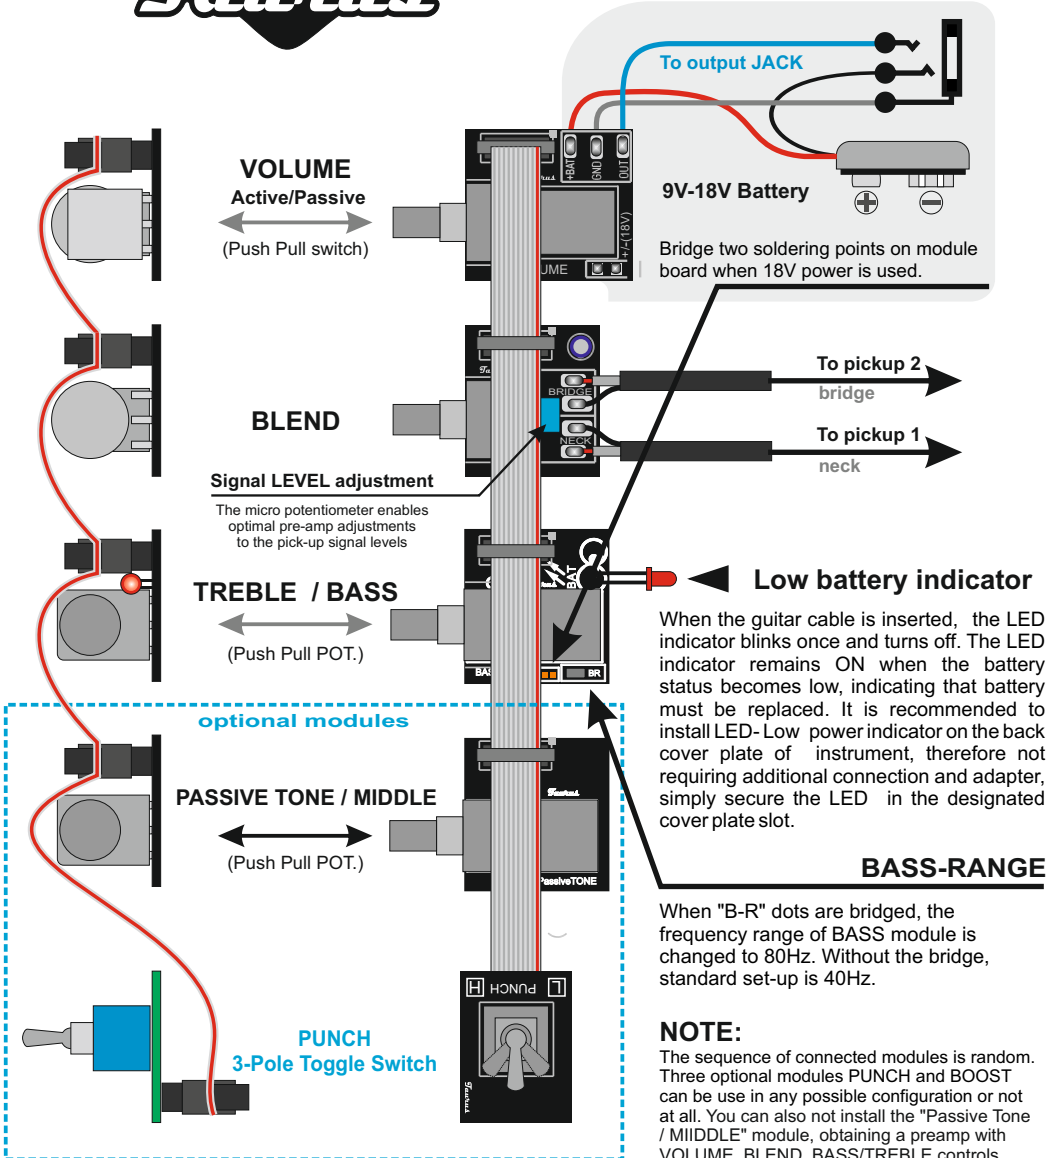 Taurus
To output JACK
+BAT
GND
OUT
VOLUME
Active/Passive
(Push Pull switch)
9V-18V Battery
+/-(18V)
UME
Bridge two soldering points on module
board when 18V power is used.
To pickup 2
bridge
BRIDGE
BLEND
To pickup 1
neck
NECK
Signal LEVEL adjustment
The micro potentiometer enables
optimal pre-amp adjustments
to the pick-up signal levels
BAT
Low battery indicator
TREBLE / BASS
(Push Pull POT.)
BAS
BR
When the guitar cable is inserted, the LED
indicator blinks once and turns off. The LED
indicator remains ON when the battery
status becomes low, indicating that battery
must be replaced. It is recommended to
install LED- Low power indicator on the back
cover plate of instrument, therefore not
requiring additional connection and adapter,
simply secure the LED in the designated
cover plate slot.
optional modules
PASSIVE TONE / MIDDLE
(Push Pull POT.)
Taurus
PassiveTONE
BASS-RANGE
When "B-R" dots are bridged, the
frequency range of BASS module is
changed to 80Hz. Without the bridge,
standard set-up is 40Hz.
H PUNCH L
PUNCH
3-Pole Toggle Switch
Taurus
NOTE:
The sequence of connected modules is random.
Three optional modules PUNCH and BOOST
can be use in any possible configuration or not
at all. You can also not install the "Passive Tone
/ MIIDDLE" module, obtaining a preamp with
VOLUME, BLEND, BASS/TREBLE controls